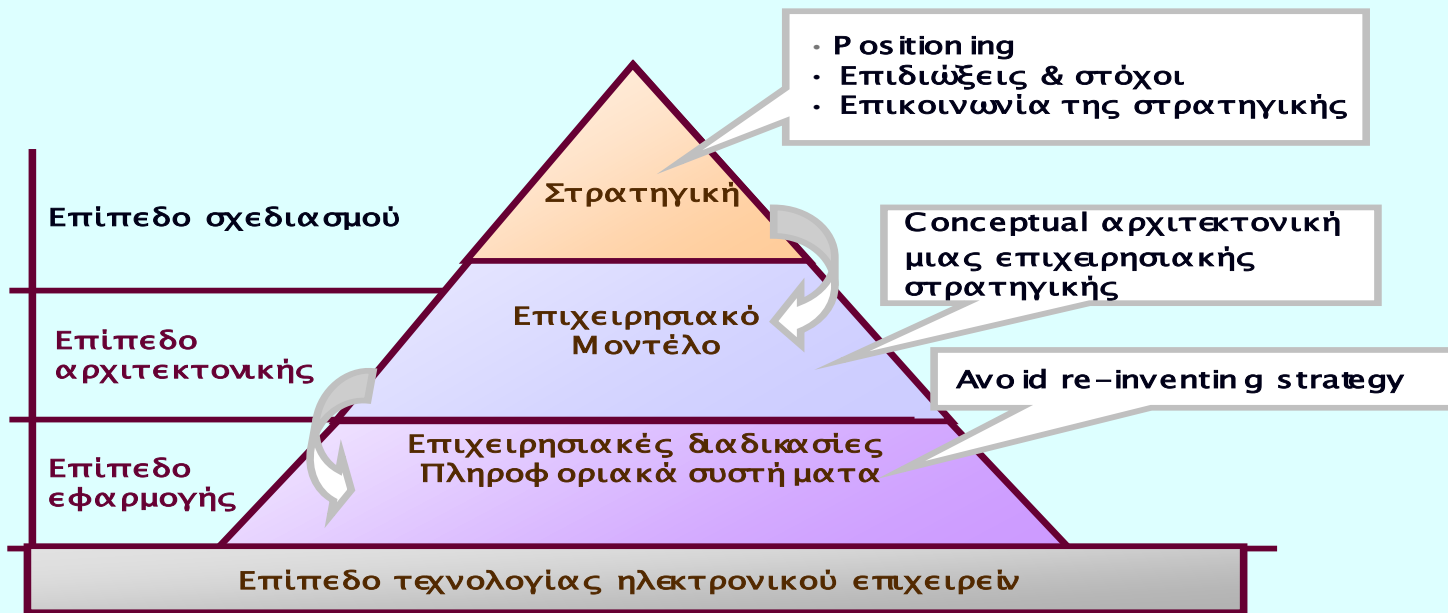 · Positioning
· Επιδιώξεις & στόχοι
· Επικοινωνία της στρατηγικής
Στρατηγική
Επίπεδο σχεδιασμού
Conceptual αρχιτεκτονική
μιας επιχειρησιακής
στρατηγικής
Επιχειρησιακό
Μοντέλο
Επίπεδο
αρχιτεκτονικής
Avoid re-inventing strategy
Επιχειρησιακές διαδικασίες
Πληροφοριακά συστήματα
Επίπεδο
εφαρμογής
Επίπεδο τεχνολογίας ηλεκτρονικού επιχειρείν